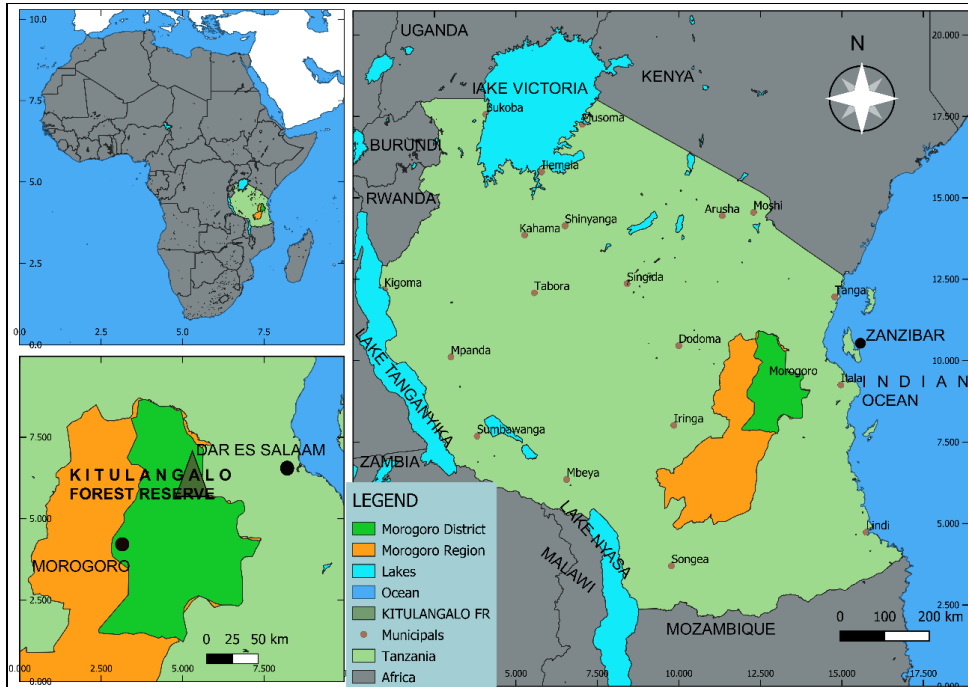 10.0
7.5
5.0
2.5
0.0
0.0
2.5
5.0
7.5
7.500
5.000
2.500
0.000
0.000
2.500
5.000
7.500
DAR ES SALAAM
KITULANGALO
FOREST RESERVE
MOROGORO
0 25 50 km
UGANDA
KENYA
N
lAKE VICTORIA
Bukoba
Musoma
BURUNDI
Ilemela
RWANDA
Arusha
Moshi
Shinyanga
Kahama
Kigoma
Tabora
Singida
Tanga
ZANZIBAR
Dodoma
Mpanda
LAKE TANGANYIKA
Morogoro
Ilala
INDIAN
OCEAN
Iringa
Sumbawanga
ZAMBIA
Mbeya
LAKE NYASA
Lindi
Songea
MALAWI
MOZAMBIQUE
0 100 200 km
20.000
17.500
15.000
12.500
10.000
7.500
5.000
2.500
0.000
5.000
7.500
10.000
12.500
15.000
17.500
LEGEND
Morogoro District
Morogoro Region
Lakes
Ocean
KITULANGALO FR
Municipals
Tanzania
Africa